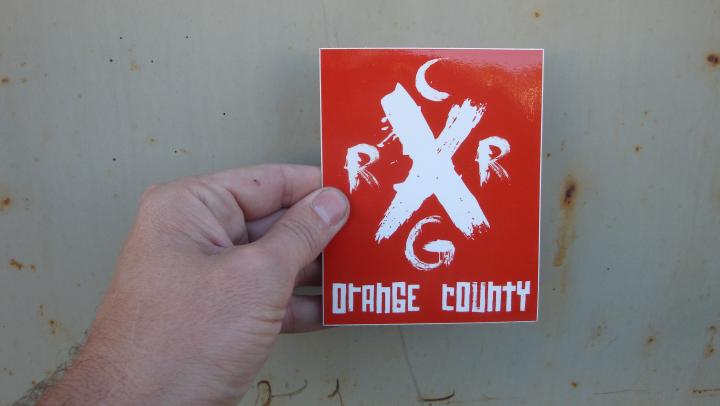 C
R X R
G
ORANGE COUNTY